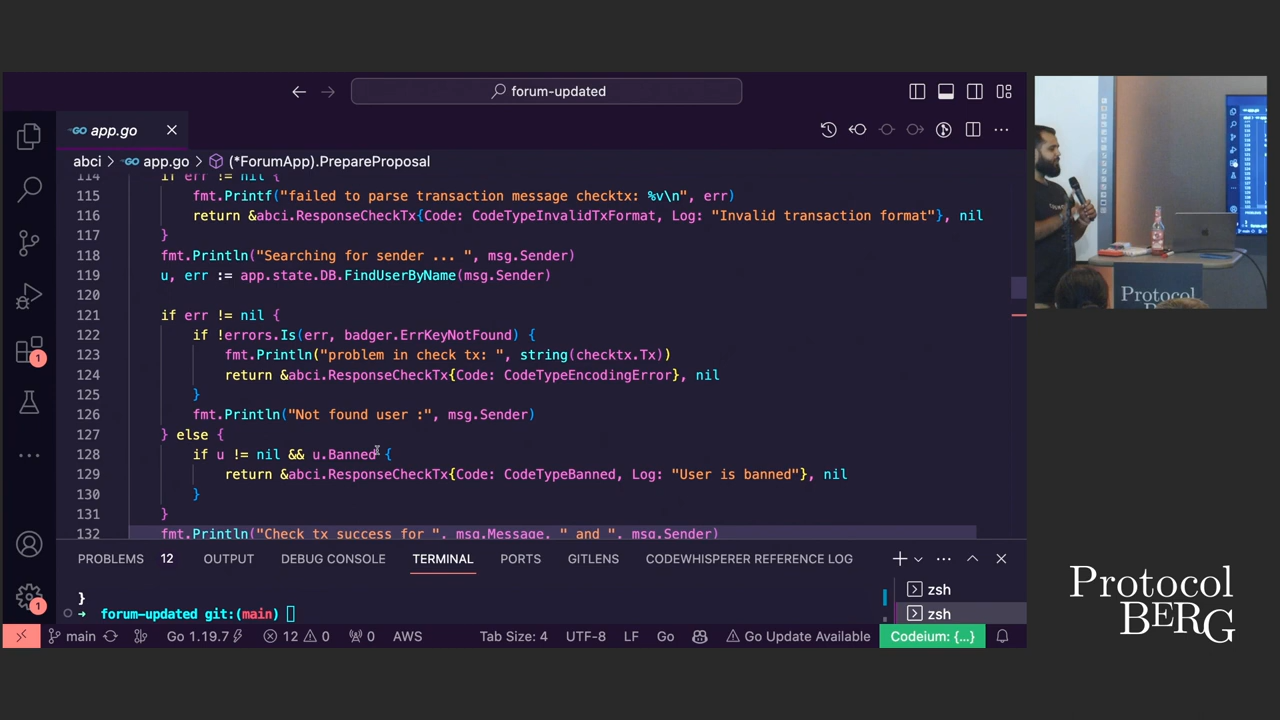 forum-updated
app.go
abci > app.go > (*ForumApp).PrepareProposal
114 if err != nil {
115 fmt.Printf("failed to parse transaction message checktx: %v\n", err)
116 return &abci.ResponseCheckTx{Code: CodeTypeInvalidTxFormat, Log: "Invalid transaction format"}, nil
117 }
118 fmt.Println("Searching for sender ... ", msg.Sender)
119 u, err := app.state.DB.FindUserByName(msg.Sender)
120
121 if err != nil {
122 if !errors.Is(err, badger.ErrKeyNotFound) {
123 fmt.Println("problem in check tx: ", string(checktx.Tx))
124 return &abci.ResponseCheckTx{Code: CodeTypeEncodingError}, nil
125 }
126 fmt.Println("Not found user :", msg.Sender)
127 } else {
128 if u != nil && u.Banned {
129 return &abci.ResponseCheckTx{Code: CodeTypeBanned, Log: "User is banned"}, nil
130 }
131 }
132 fmt.Println("Check tx success for ", msg.Message, " and ", msg.Sender)
PROBLEMS 12 OUTPUT DEBUG CONSOLE TERMINAL PORTS GITLENS CODEWHISPERER REFERENCE LOG
}
forum-updated git:(main)
zsh
zsh
1
1
main Go 1.19.7 12 0 0 AWS Tab Size: 4 UTF-8 LF Go Go Update Available Codeium: {...}
Protocol
Protocol
BERG